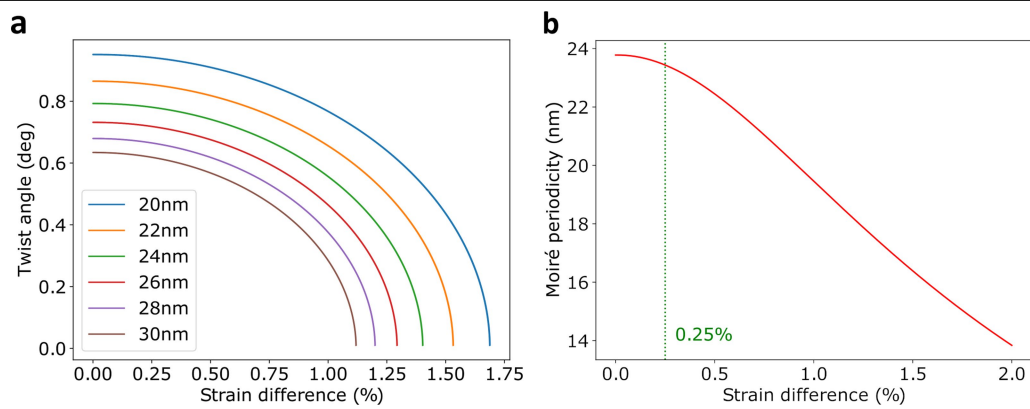 a
Twist angle (deg)
0.8
0.6
0.4
0.2
0.0
20nm
22nm
24nm
26nm
28nm
30nm
0.00 0.25 0.50 0.75 1.00 1.25 1.50 1.75
Strain difference (%)
b
Moiré periodicity (nm)
24
22
20
18
16
14
0.25%
0.0 0.5 1.0 1.5 2.0
Strain difference (%)